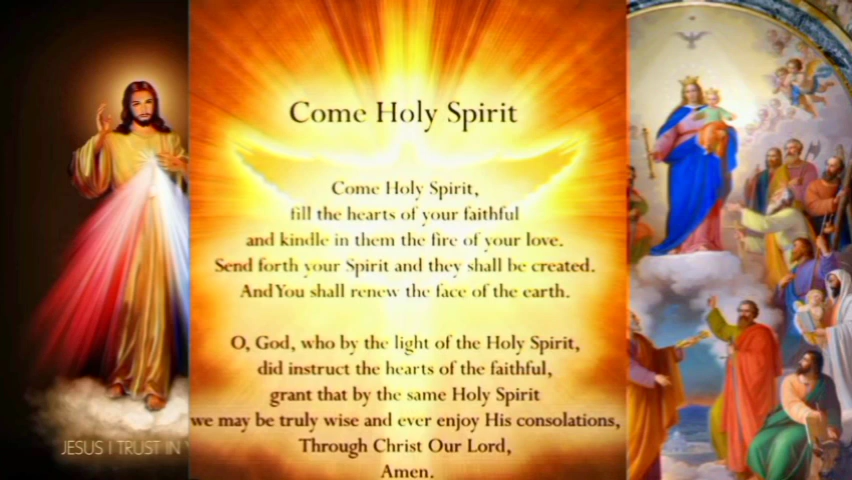 Come Holy Spirit
Come Holy Spirit,
fill the hearts of your faithful
and kindle in them the fire of your love.
Send forth your Spirit and they shall be created.
And You shall renew the face of the earth.
O, God, who by the light of the Holy Spirit,
did instruct the hearts of the faithful,
grant that by the same Holy Spirit
we may be truly wise and ever enjoy His consolations,
Through Christ Our Lord,
Amen.
JESUS I TRUST IN